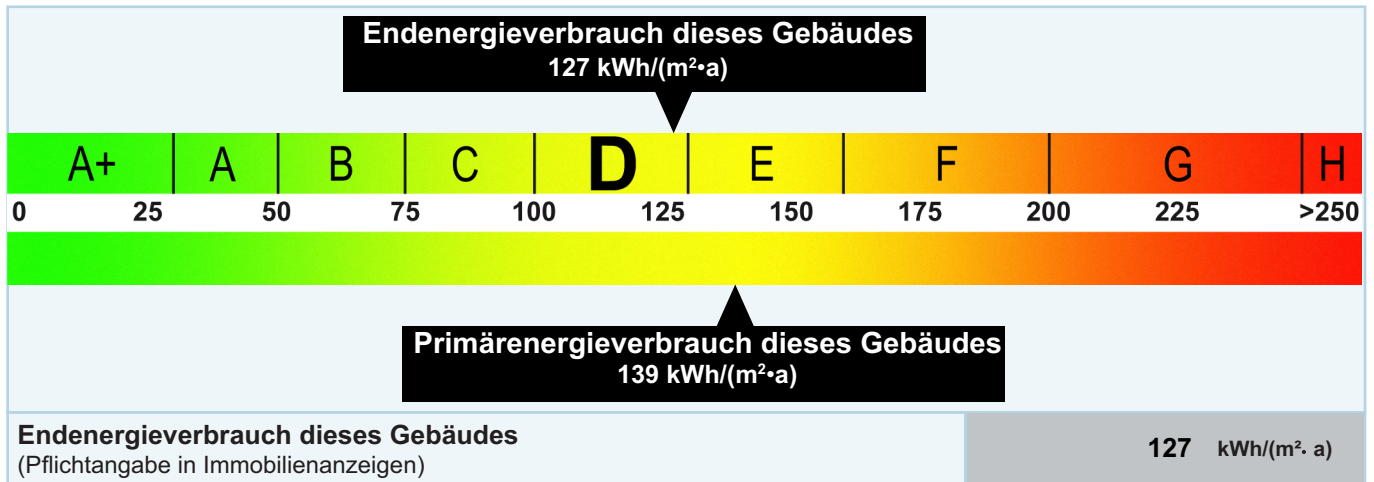 Endenergieverbrauch dieses Gebäudes
127 kWh/(m²•a)
A+ A B C D E F G H
0 25 50 75 100 125 150 175 200 225 >250
Primärenergieverbrauch dieses Gebäudes
139 kWh/(m²•a)
Endenergieverbrauch dieses Gebäudes
(Pflichtangabe in Immobilienanzeigen)
127 kWh/(m²· a)